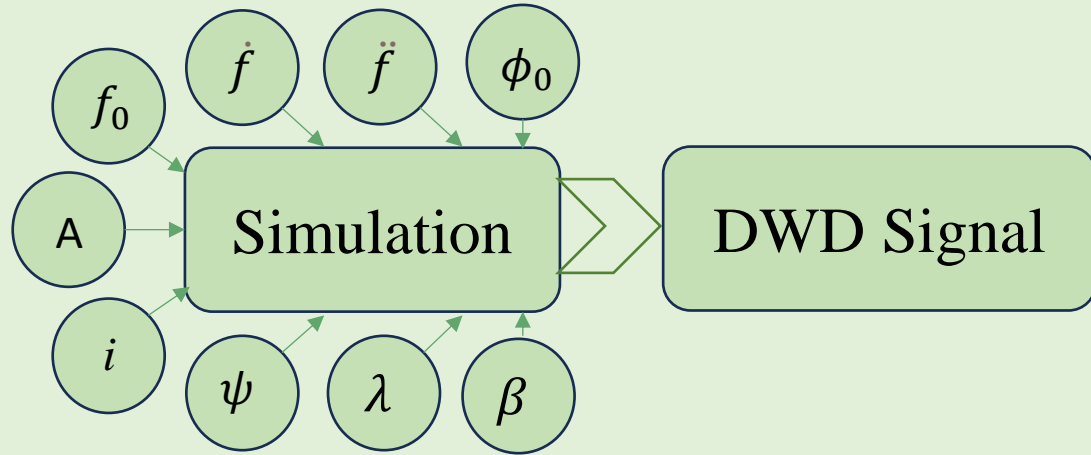 ḟ
f̈
ϕ₀
f₀
A
Simulation
DWD Signal
i
ψ
λ
β